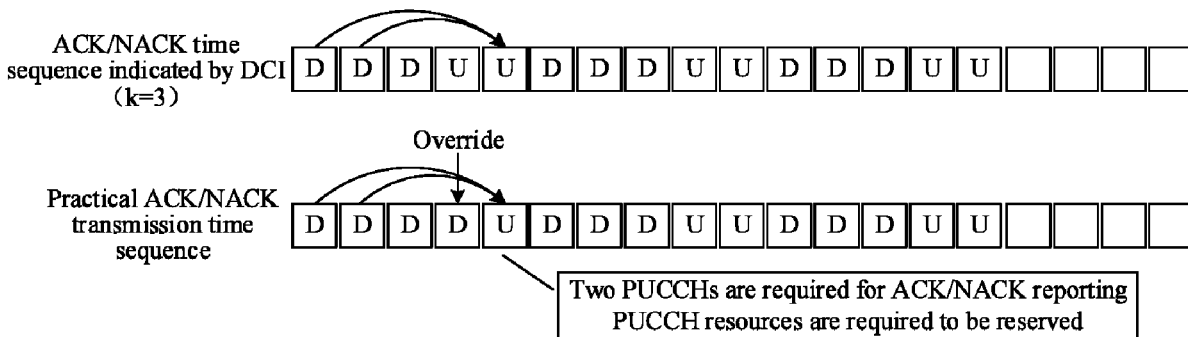 ACK/NACK time
sequence indicated by DCI
（k=3）
D D D U U D D D U U D D D U U
Override
Practical ACK/NACK
transmission time
sequence
D D D D U D D D U U D D D U U
Two PUCCHs are required for ACK/NACK reporting
PUCCH resources are required to be reserved